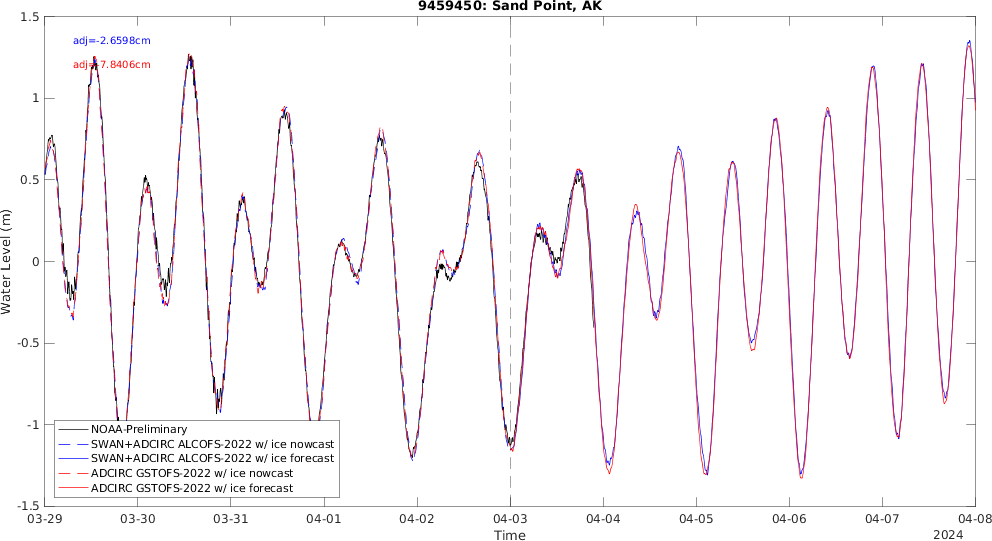 9459450: Sand Point, AK
adj=-2.6598cm
adj=-7.8406cm
Water Level (m)
1.5
1
0.5
0
-0.5
-1
-1.5
NOAA-Preliminary
SWAN+ADCIRC ALCOFS-2022 w/ ice nowcast
SWAN+ADCIRC ALCOFS-2022 w/ ice forecast
ADCIRC GSTOFS-2022 w/ ice nowcast
ADCIRC GSTOFS-2022 w/ ice forecast
03-29 03-30 03-31 04-01 04-02 04-03 04-04 04-05 04-06 04-07 04-08
Time
2024